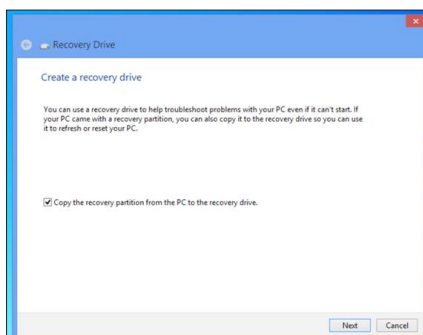 Recovery Drive
Create a recovery drive
You can use a recovery drive to help troubleshoot problems with your PC even if it can't start. If
your PC came with a recovery partition, you can also copy it to the recovery drive so you can use
it to refresh or reset your PC.
Copy the recovery partition from the PC to the recovery drive.
Next Cancel